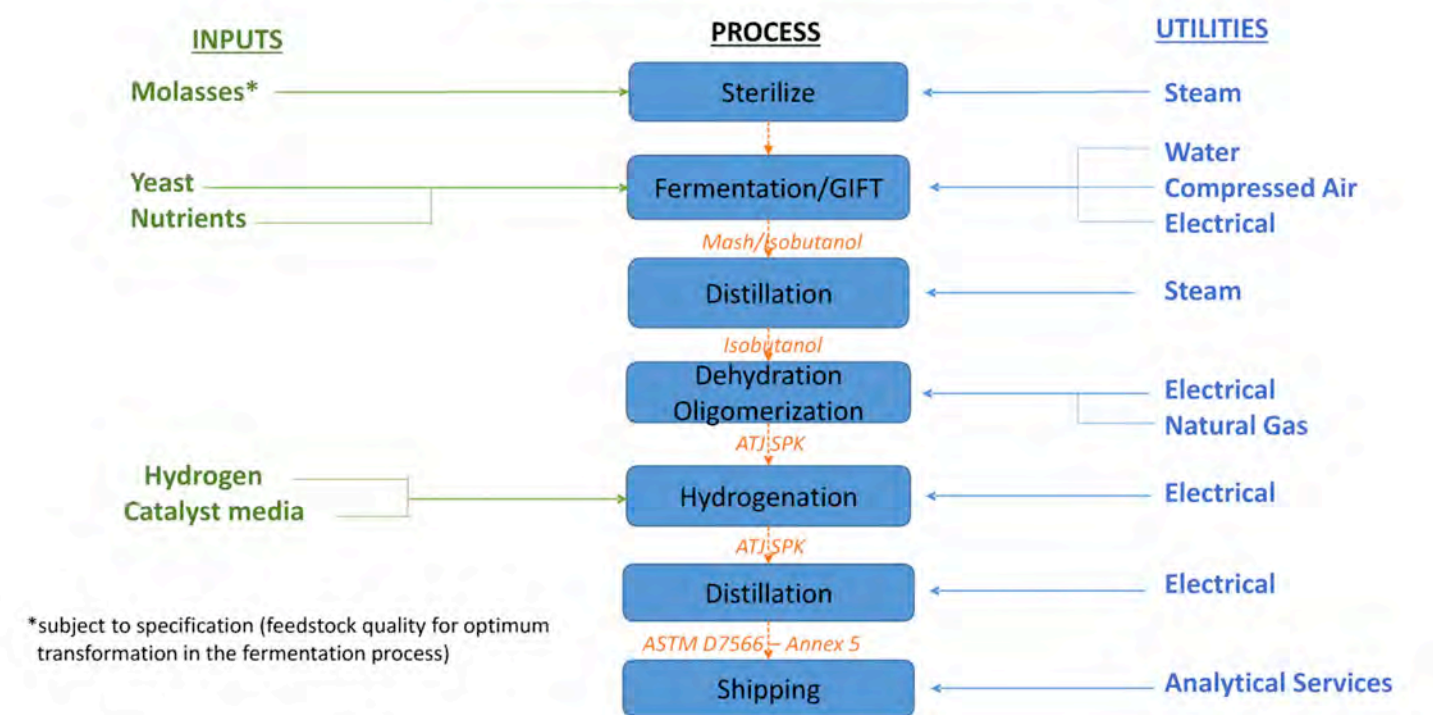 INPUTS
PROCESS
UTILITIES
Molasses*
Sterilize
Steam
Yeast
Nutrients
Fermentation/GIFT
Water
Compressed Air
Electrical
Mash/Isobutanol
Distillation
Steam
Isobutanol
Dehydration
Oligomerization
Electrical
Natural Gas
ATJ SPK
Hydrogen
Catalyst media
Hydrogenation
Electrical
ATJ SPK
Distillation
Electrical
*subject to specification (feedstock quality for optimum
transformation in the fermentation process)
ASTM D7566 – Annex 5
Shipping
Analytical Services